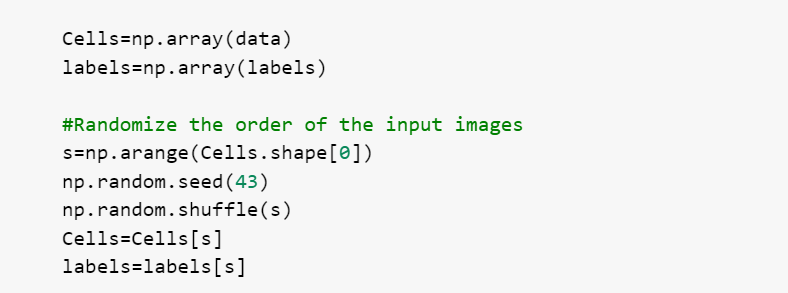 Cells=np.array(data)
labels=np.array(labels)
#Randomize the order of the input images
s=np.arange(Cells.shape[0])
np.random.seed(43)
np.random.shuffle(s)
Cells=Cells[s]
labels=labels[s]